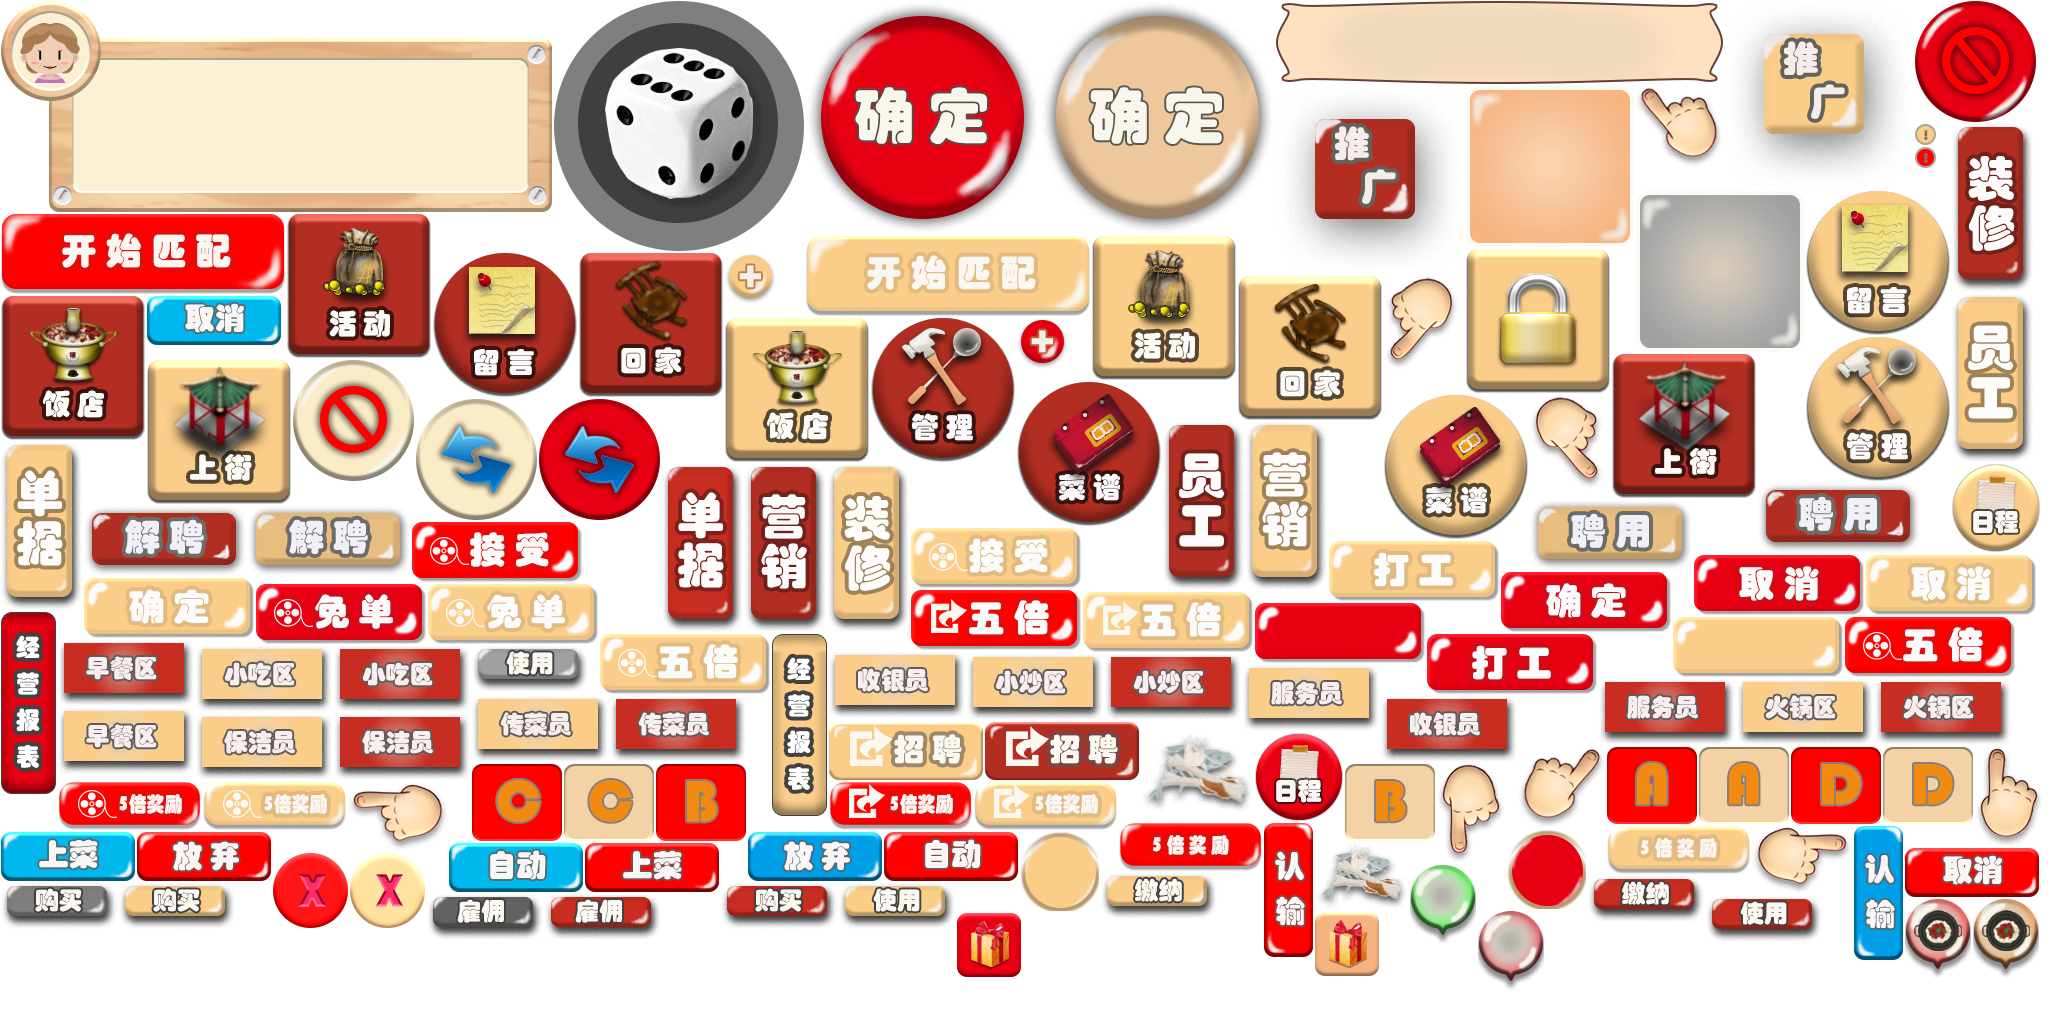 确定
确定
推广
推广
装修
开始匹配
活动
留言
回家
开始匹配
活动
回家
留言
取消
饭店
上街
饭店
管理
菜谱
员工
营销
菜谱
上街
管理
员工
单据
解聘
解聘
接受
单据
营销
装修
接受
打工
聘用
聘用
日程
确定
免单
免单
五倍
五倍
确定
取消
取消
经营报表
早餐区
小吃区
小吃区
使用
五倍
经营报表
收银员
小炒区
小炒区
服务员
打工
五倍
早餐区
保洁员
保洁员
传菜员
传菜员
招聘
招聘
收银员
服务员
火锅区
火锅区
5倍奖励
5倍奖励
C
C
B
5倍奖励
5倍奖励
日程
B
A
A
D
D
上菜
放弃
自动
上菜
放弃
自动
5倍奖励
认输
5倍奖励
认输
取消
购买
购买
X
X
雇佣
雇佣
购买
使用
缴纳
缴纳
使用